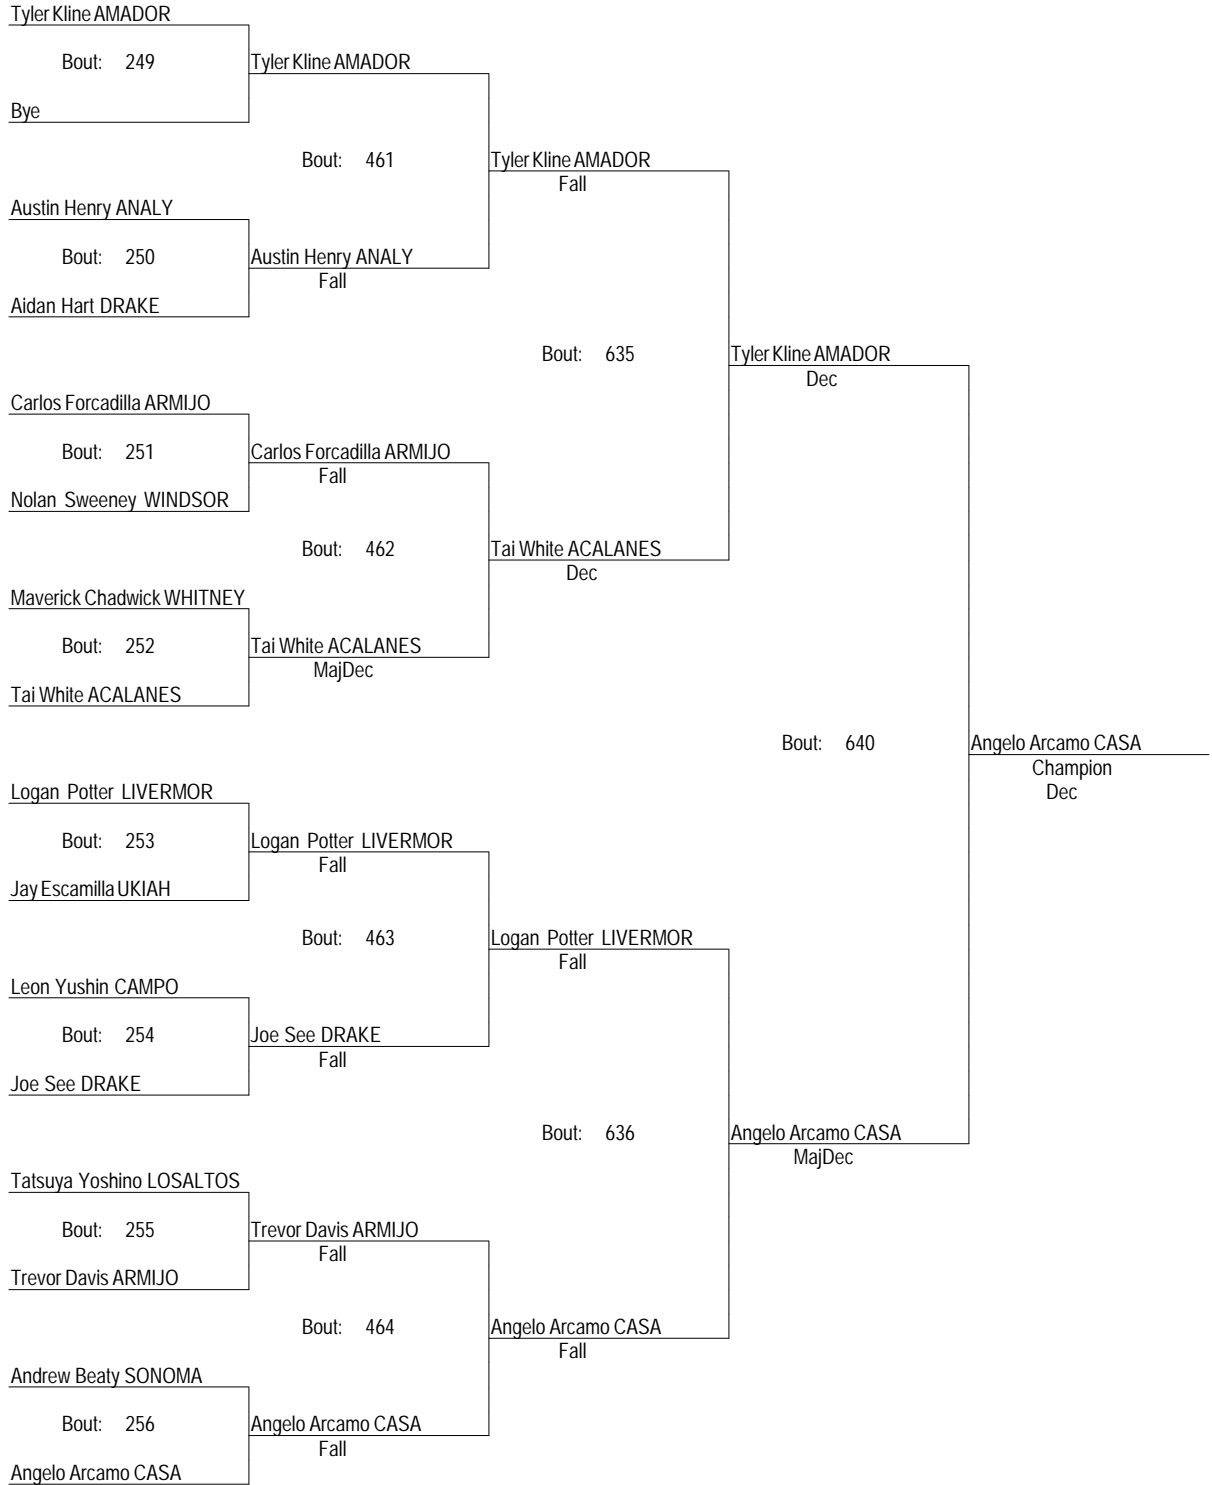 Tyler Kline AMADOR
Bout: 249 Tyler Kline AMADOR
Bye
Bout: 461 Tyler Kline AMADOR
Fall
Austin Henry ANALY
Bout: 250 Austin Henry ANALY
Fall
Aidan Hart DRAKE
Bout: 635 Tyler Kline AMADOR
Dec
Carlos Forcadilla ARMIJO
Bout: 251 Carlos Forcadilla ARMIJO
Fall
Nolan Sweeney WINDSOR
Bout: 462 Tai White ACALANES
Dec
Maverick Chadwick WHITNEY
Bout: 252 Tai White ACALANES
MajDec
Tai White ACALANES
Bout: 640 Angelo Arcamo CASA
Champion
Dec
Logan Potter LIVERMOR
Bout: 253 Logan Potter LIVERMOR
Fall
Jay Escamilla UKIAH
Bout: 463 Logan Potter LIVERMOR
Fall
Leon Yushin CAMPO
Bout: 254 Joe See DRAKE
Fall
Joe See DRAKE
Bout: 636 Angelo Arcamo CASA
MajDec
Tatsuya Yoshino LOSALTOS
Bout: 255 Trevor Davis ARMIJO
Fall
Trevor Davis ARMIJO
Bout: 464 Angelo Arcamo CASA
Fall
Andrew Beaty SONOMA
Bout: 256 Angelo Arcamo CASA
Fall
Angelo Arcamo CASA